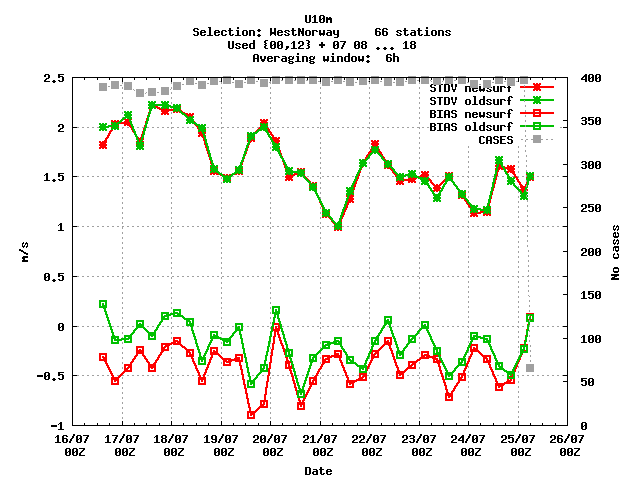 U10m
Selection: WestNorway 66 stations
Used {00,12} + 07 08 ... 18
Averaging window: 6h
2.5
2
1.5
1
0.5
0
-0.5
-1
m/s
400
350
300
250
200
150
100
50
0
No cases
STDV newsurf
STDV oldsurf
BIAS newsurf
BIAS oldsurf
CASES
16/07 17/07 18/07 19/07 20/07 21/07 22/07 23/07 24/07 25/07 26/07
00Z 00Z 00Z 00Z 00Z 00Z 00Z 00Z 00Z 00Z 00Z
Date